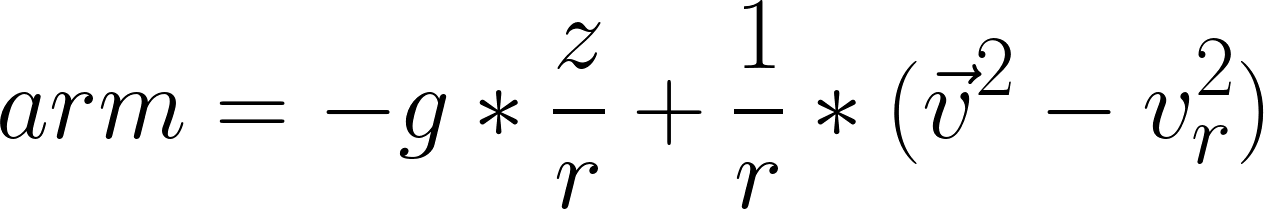 arm = −g * z/r + 1/r * (v⃗² − v_r²)